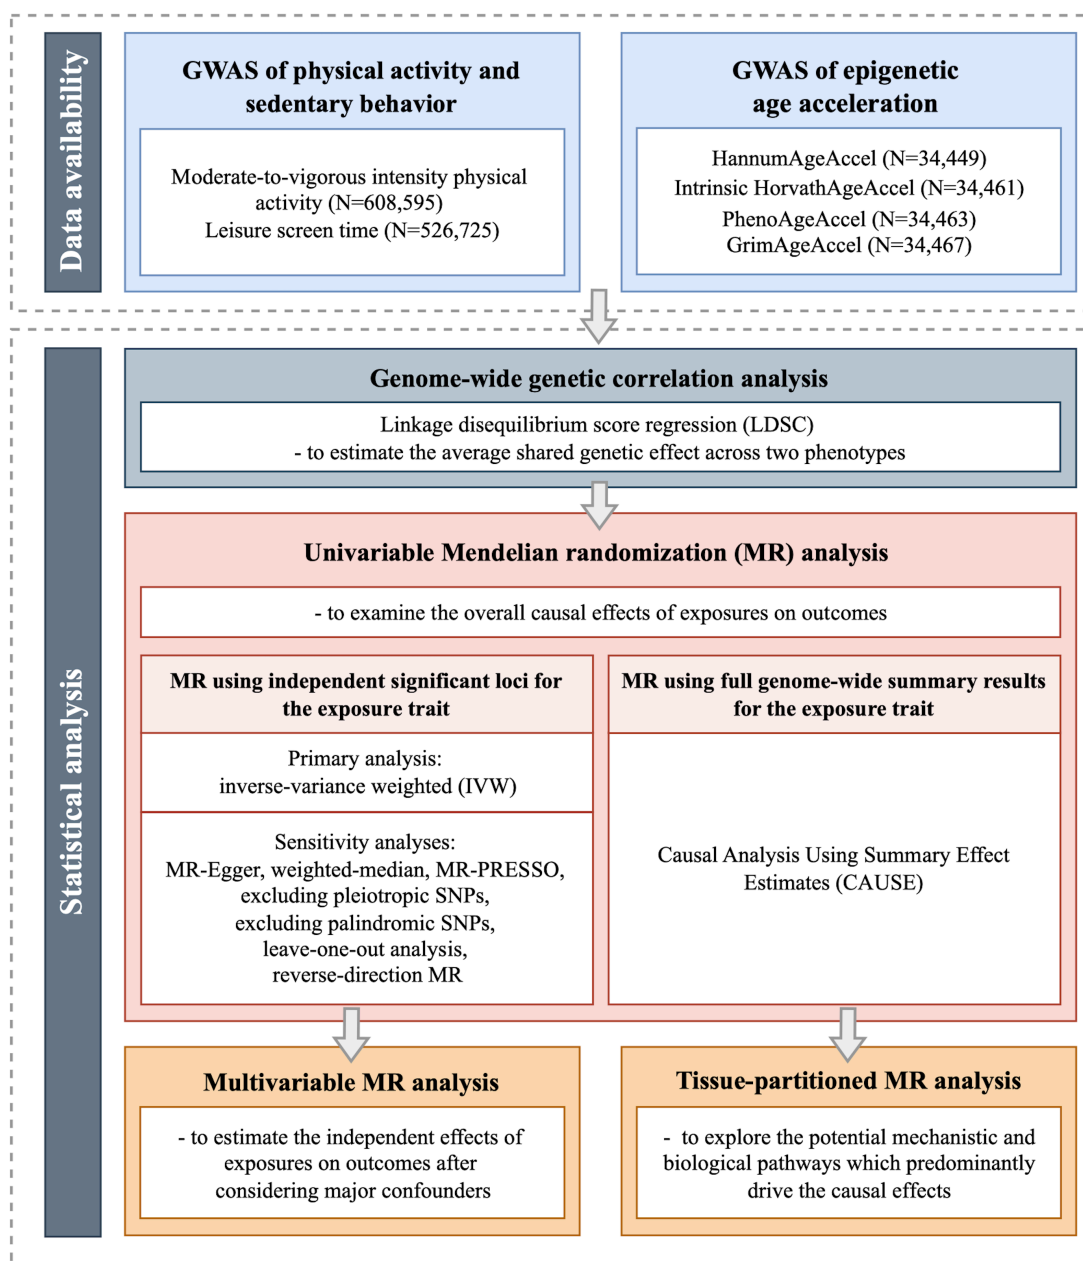 Data availability
GWAS of physical activity and
sedentary behavior
Moderate-to-vigorous intensity physical
activity (N=608,595)
Leisure screen time (N=526,725)
GWAS of epigenetic
age acceleration
HannumAgeAccel (N=34,449)
Intrinsic HorvathAgeAccel (N=34,461)
PhenoAgeAccel (N=34,463)
GrimAgeAccel (N=34,467)
Statistical analysis
Genome-wide genetic correlation analysis
Linkage disequilibrium score regression (LDSC)
- to estimate the average shared genetic effect across two phenotypes
Univariable Mendelian randomization (MR) analysis
- to examine the overall causal effects of exposures on outcomes
MR using independent significant loci for
the exposure trait
Primary analysis:
inverse-variance weighted (IVW)
Sensitivity analyses:
MR-Egger, weighted-median, MR-PRESSO,
excluding pleiotropic SNPs,
excluding palindromic SNPs,
leave-one-out analysis,
reverse-direction MR
MR using full genome-wide summary results
for the exposure trait
Causal Analysis Using Summary Effect
Estimates (CAUSE)
Multivariable MR analysis
- to estimate the independent effects of
exposures on outcomes after
considering major confounders
Tissue-partitioned MR analysis
- to explore the potential mechanistic and
biological pathways which predominantly
drive the causal effects